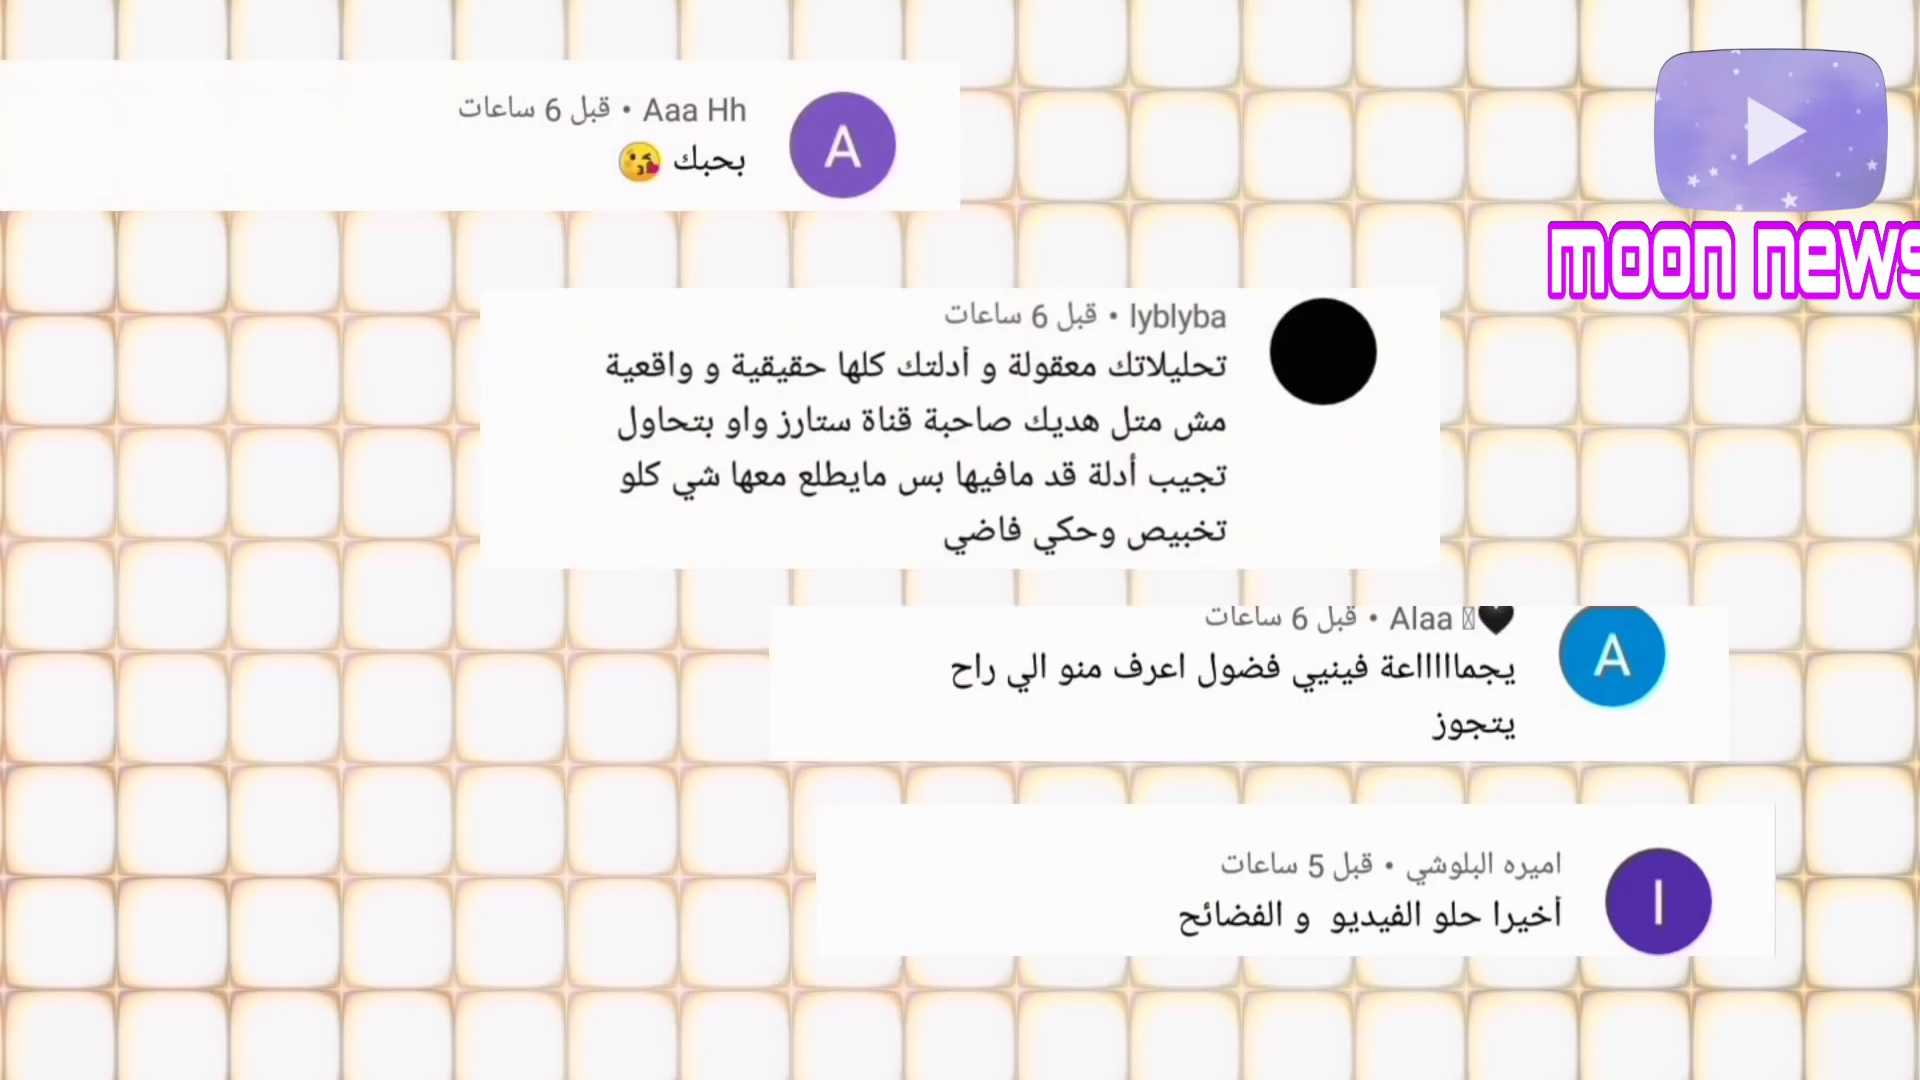 Aaa Hh • قبل 6 ساعات
A
بحبك 😘
moon news
lyblyba • قبل 6 ساعات
تحليلاتك معقولة و أدلتك كلها حقيقية و واقعية
مش متل هديك صاحبة قناة ستارز واو بتحاول
تجيب أدلة قد مافيها بس مايطلع معها شي كلو
تخبيص وحكي فاضي
Alaa 🖤 • قبل 6 ساعات
A
يجماااااعة فينيي فضول اعرف منو الي راح
يتجوز
اميره البلوشي • قبل 5 ساعات
I
أخيرا حلو الفيديو و الفضائح